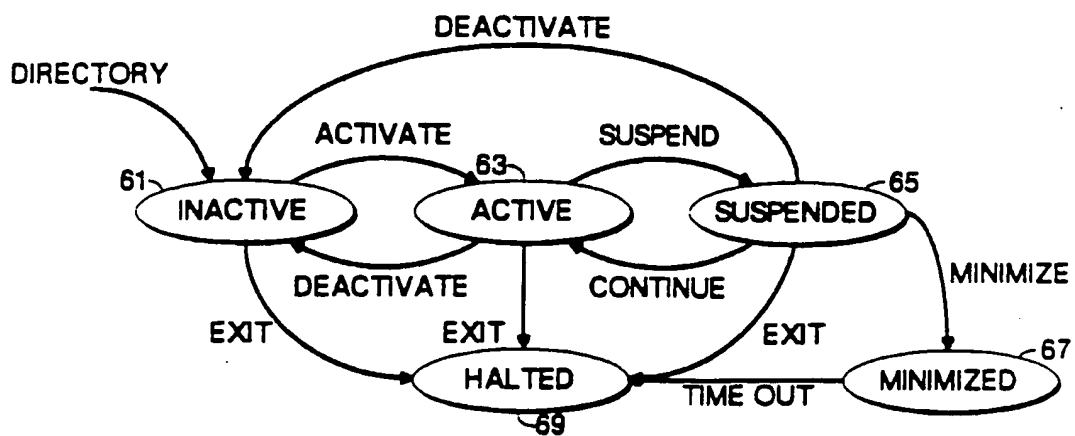 DEACTIVATE
DIRECTORY
ACTIVATE
SUSPEND
61
63
65
INACTIVE
ACTIVE
SUSPENDED
DEACTIVATE
CONTINUE
MINIMIZE
EXIT
EXIT
EXIT
67
HALTED
TIME OUT
MINIMIZED
69